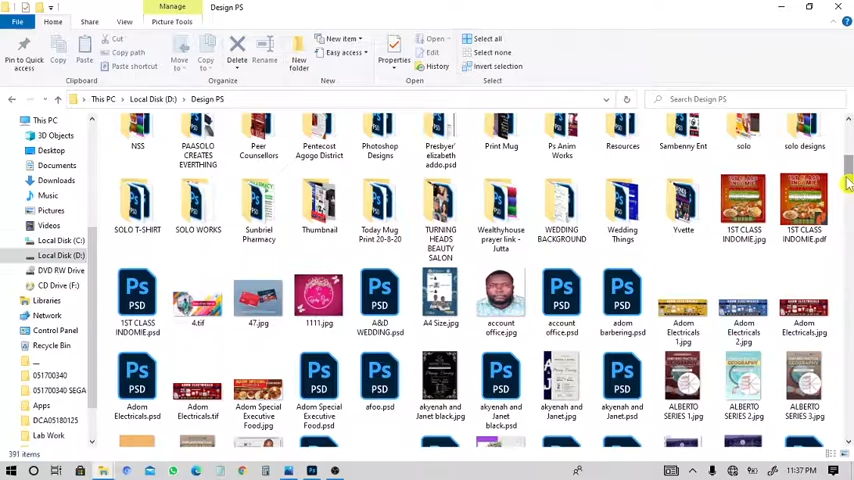 Manage
Design PS
File
Home
Share
View
Picture Tools
Pin to Quick access
Copy
Paste
Cut
Copy path
Paste shortcut
Clipboard
Move to
Copy to
Delete
Rename
Organize
New folder
New item
Easy access
New
Properties
Open
Edit
History
Open
Select all
Select none
Invert selection
Select
This PC
Local Disk (D:)
Design PS
Search Design PS
This PC
3D Objects
Desktop
Documents
Downloads
Music
Pictures
Videos
Local Disk (C:)
Local Disk (D:)
DVD RW Drive
CD Drive (F:)
Libraries
Network
Control Panel
Recycle Bin
...
051700340
051700340 SEGA
Apps
DCA05180125
Lab Work
NSS
PAASOLO CREATES EVERTHING
Peer Counsellors
Pentecost Agogo District
Photoshop Designs
Presbyer' elizabeth addo.psd
Print Mug
Ps Anim Works
Resources
Sambenny Ent
solo
solo designs
SOLO T-SHIRT
SOLO WORKS
Sunbriel Pharmacy
Thumbnail
Today Mug Print 20-8-20
TURNING HEADS BEAUTY SALON
Wealthyhouse prayer link - Jutta
WEDDING BACKGROUND
Wedding Things
Yvette
1ST CLASS INDOMIE.jpg
1ST CLASS INDOMIE.pdf
1ST CLASS INDOMIE.psd
4.tif
47.jpg
1111.jpg
A&D WEDDING.psd
A4 Size.jpg
account office.jpg
account office.psd
adom barbering.psd
Adom Electricals 1.jpg
Adom Electricals 2.jpg
Adom Electricals.jpg
Adom Electricals.psd
Adom Electricals.tif
Adom Special Executive Food.jpg
Adom Special Executive Food.psd
afoo.psd
akyenah and Janet black.jpg
akyenah and Janet black.psd
akyenah and Janet.jpg
akyenah and Janet.psd
ALBERTO SERIES 1.jpg
ALBERTO SERIES 2.jpg
ALBERTO SERIES 3.jpg
391 items
11:37 PM